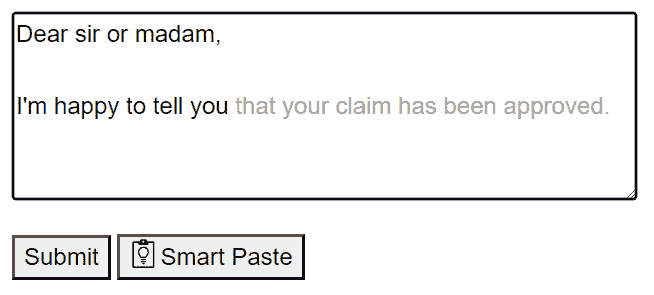 Dear sir or madam,
I'm happy to tell you that your claim has been approved.
Submit
Smart Paste